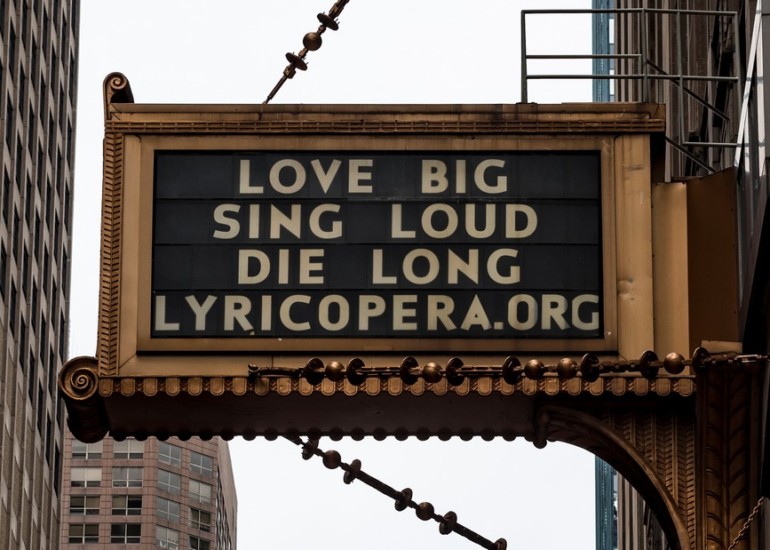 LOVE BIG
SING LOUD
DIE LONG
LYRICOPERA.ORG